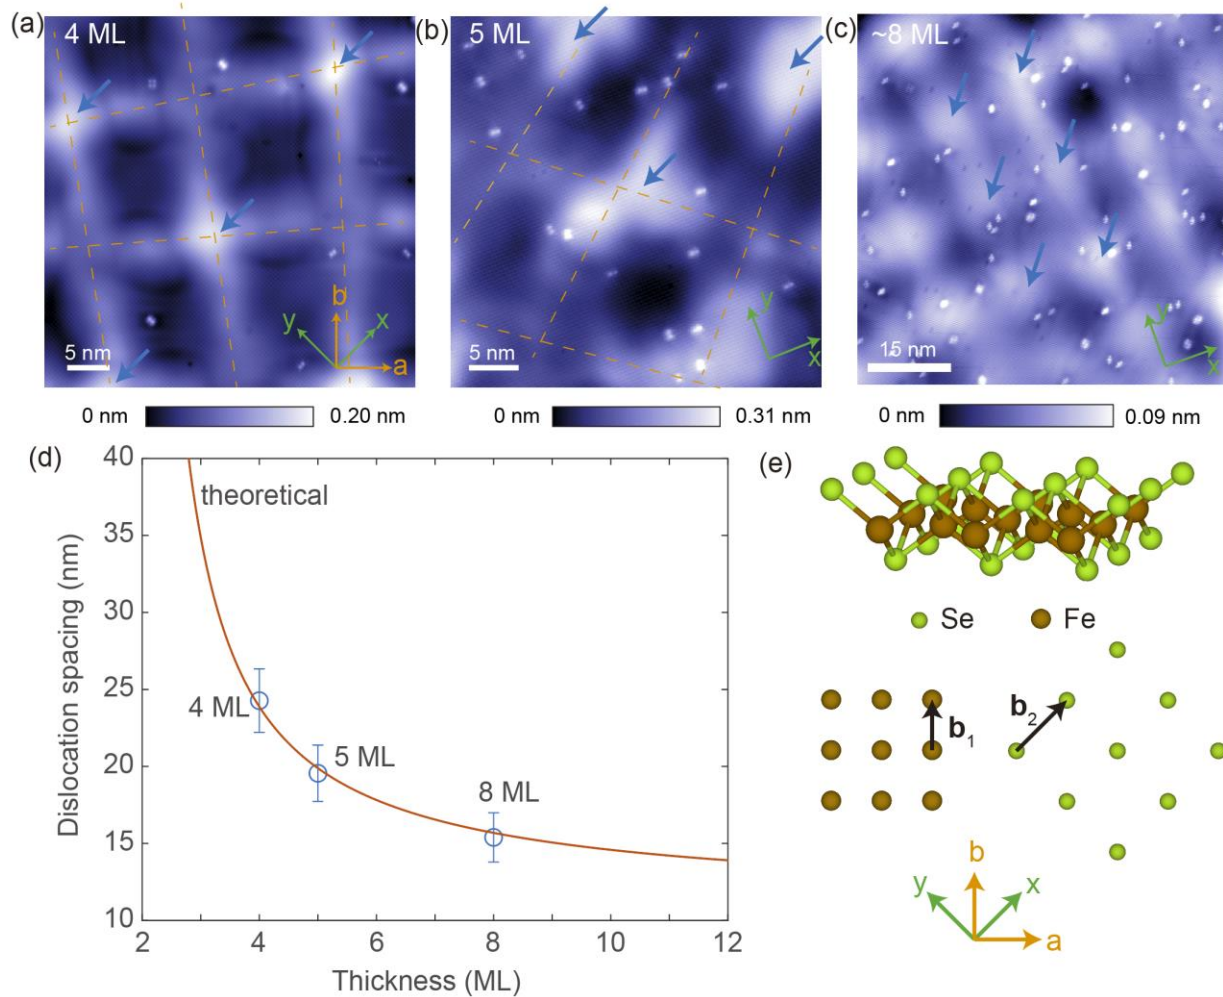 (a)
4 ML
b
y
x
a
5 nm
0 nm
0.20 nm
(b)
5 ML
y
x
5 nm
0 nm
0.31 nm
(c)
~8 ML
y
x
15 nm
0 nm
0.09 nm
(d)
40
35
30
25
20
15
10
Dislocation spacing (nm)
theoretical
4 ML
5 ML
8 ML
2
4
6
8
10
12
Thickness (ML)
(e)
Se
Fe
b₁
b₂
b
y
x
a